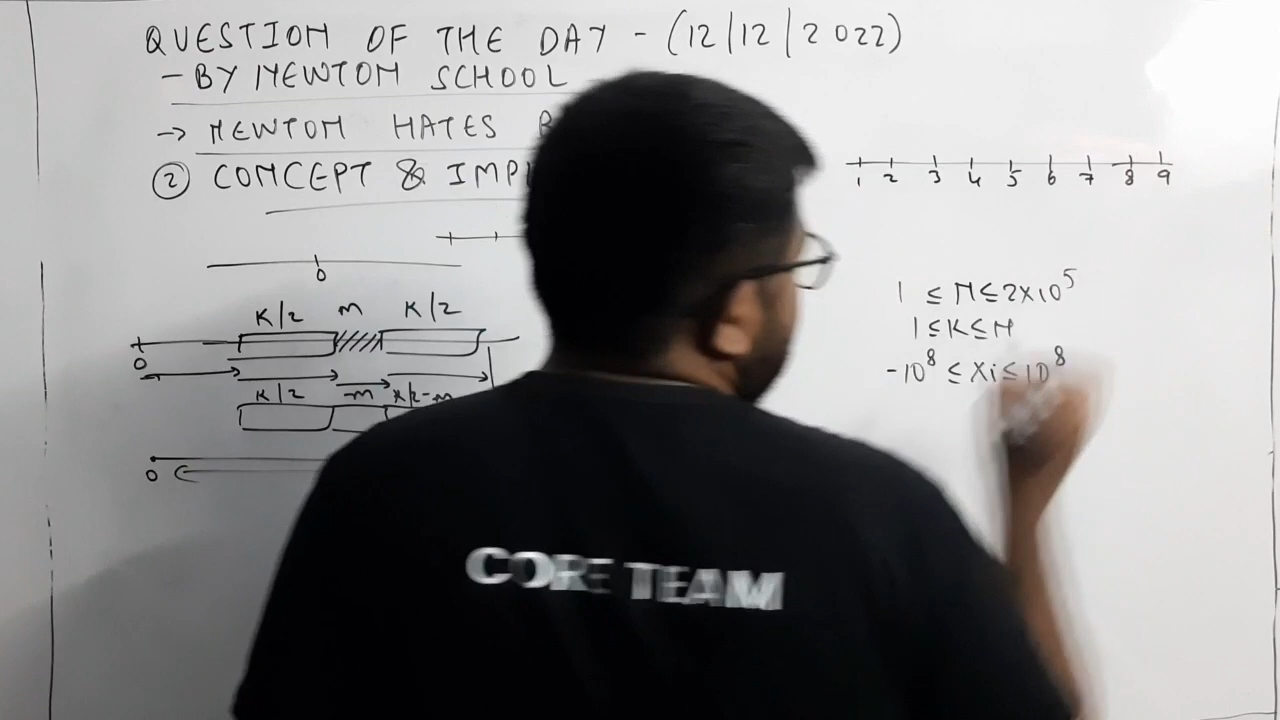 QUESTION OF THE DAY - (12/12/2022)
- BY NEWTON SCHOOL
→ NEWTON HATES
② CONCEPT & IMPL
0
K/2 m K/2
0
K/2 m K/2-m
0
1 2 3 4 5 6 7 8 9
1 ≤ N ≤ 2x10^5
1 ≤ K ≤ N
-10^8 ≤ Xi ≤ 10^8
CORE TEAM